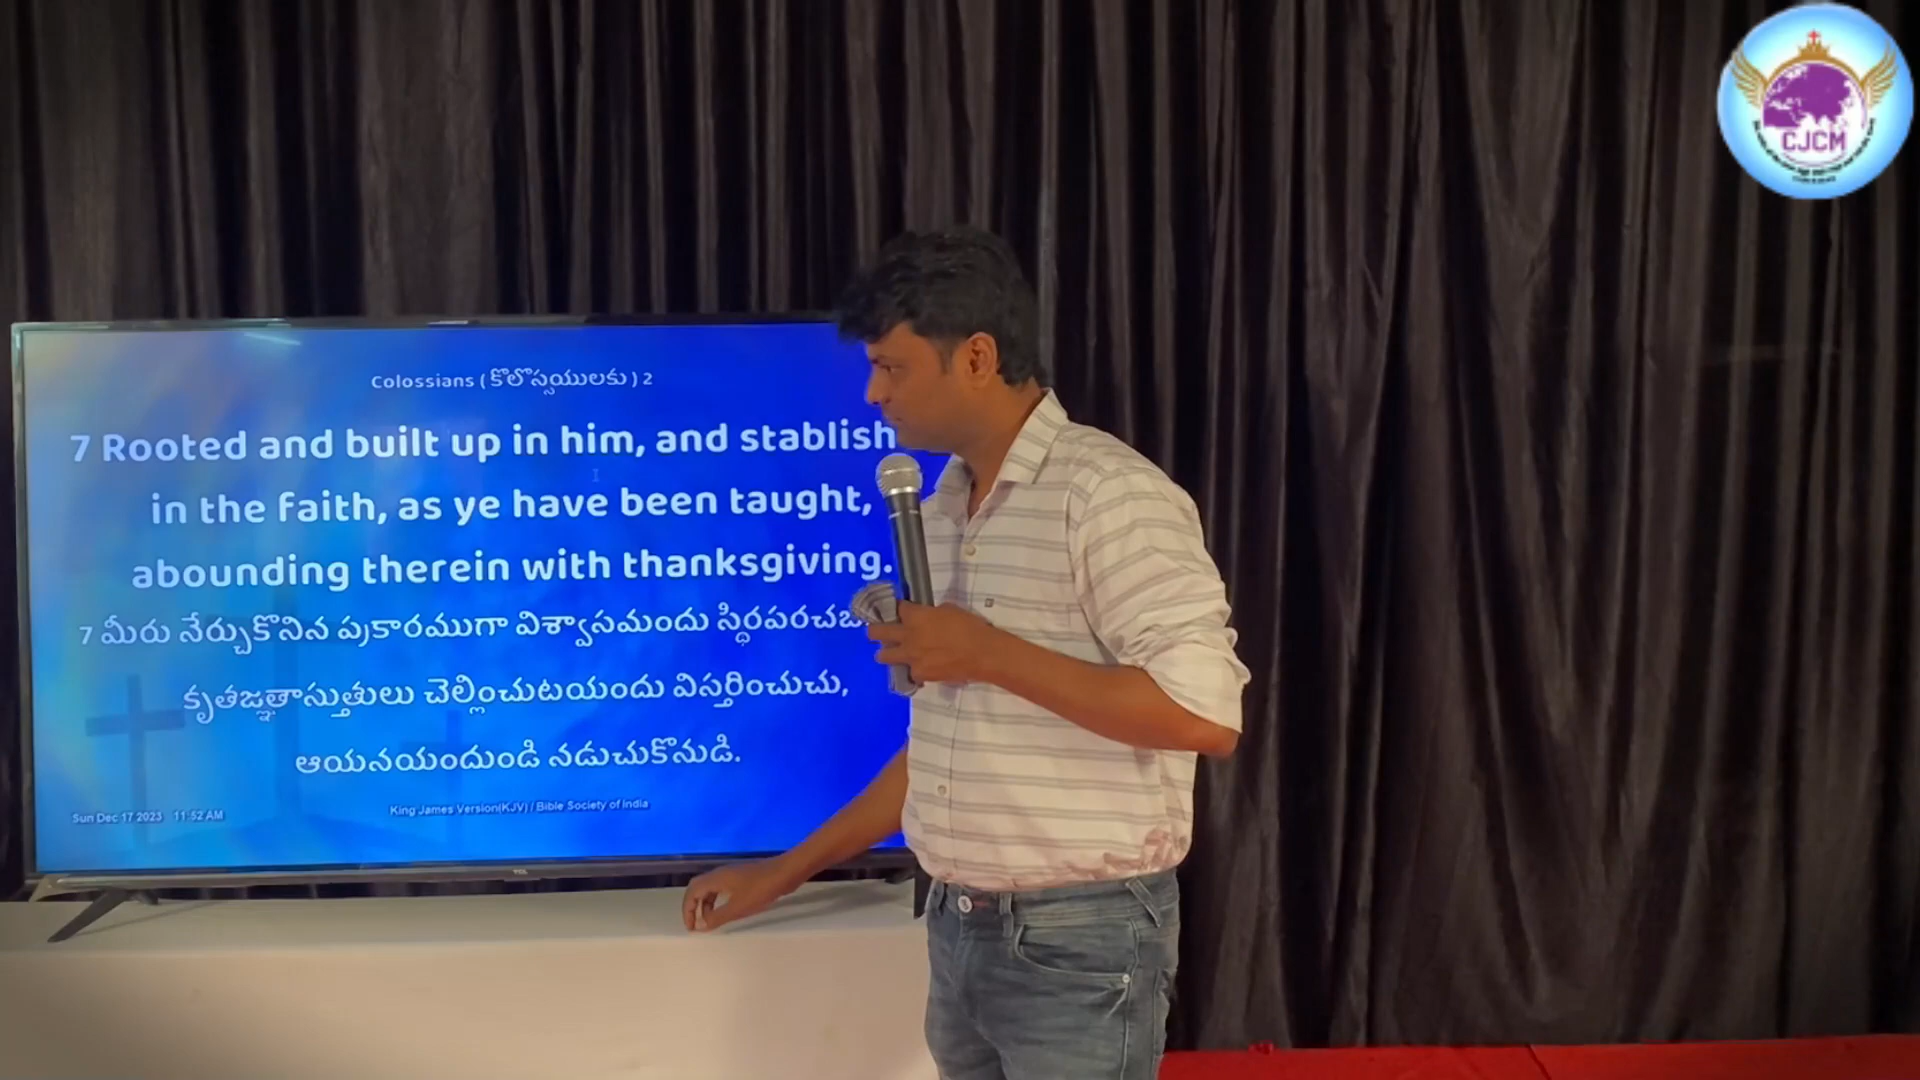 Colossians ( కొలొస్సయులకు ) 2
7 Rooted and built up in him, and stablish
in the faith, as ye have been taught,
abounding therein with thanksgiving.
7 మీరు నేర్చుకొనిన ప్రకారముగా విశ్వాసమందు స్థిరపరచబ
కృతజ్ఞతాస్తుతులు చెల్లించుటయందు విస్తరించుచు,
ఆయనయందుండి నడుచుకొనుడి.
King James Version(KJV) / Bible Society of India
Sun Dec 17 2023 11:52 AM
CJCM